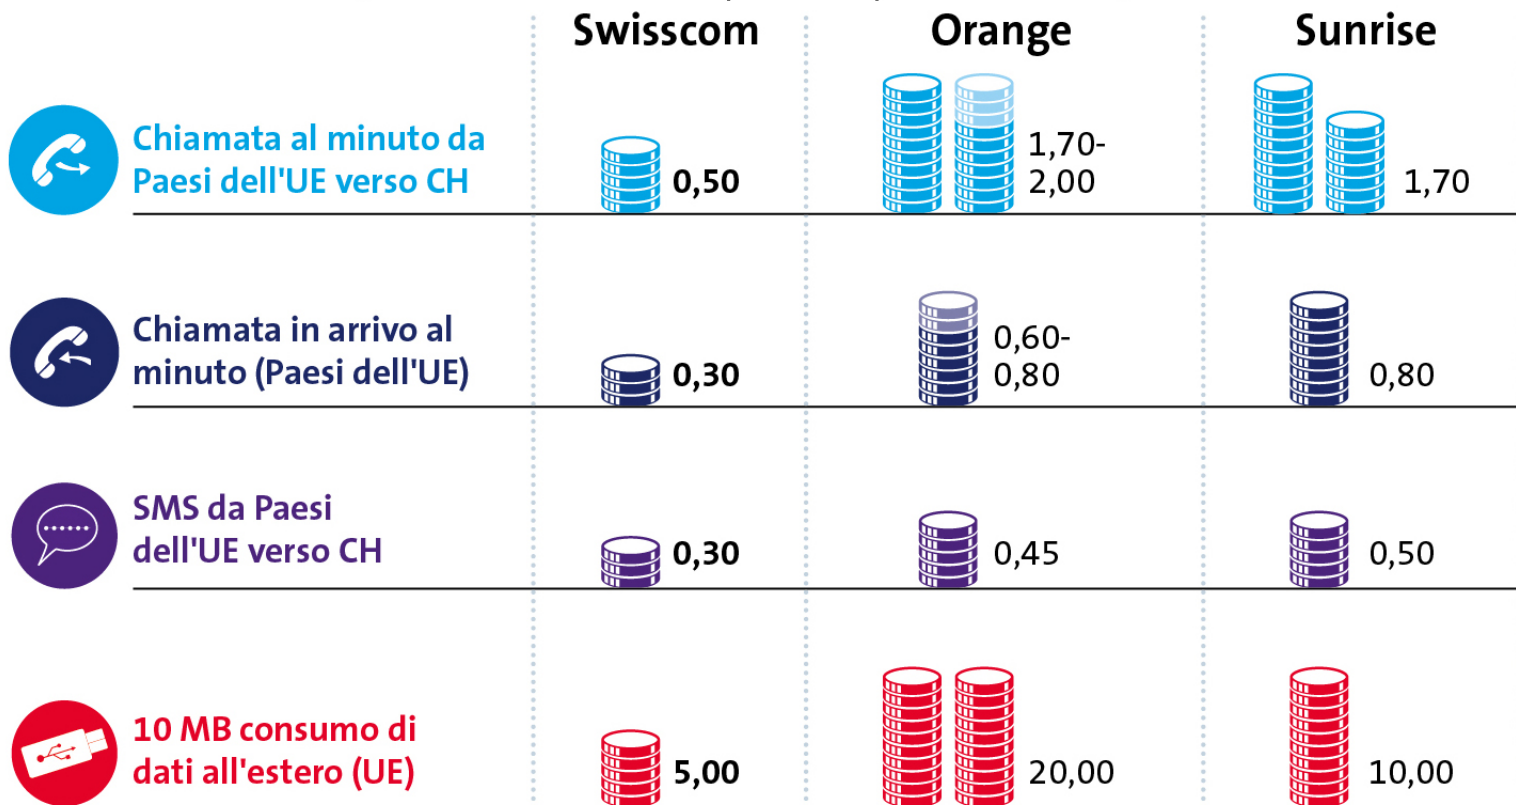 Swisscom Orange Sunrise
Chiamata al minuto da
Paesi dell'UE verso CH
0,50
1,70-
2,00
1,70
Chiamata in arrivo al
minuto (Paesi dell'UE)
0,30
0,60-
0,80
0,80
SMS da Paesi
dell'UE verso CH
0,30
0,45
0,50
10 MB consumo di
dati all'estero (UE)
5,00
20,00
10,00